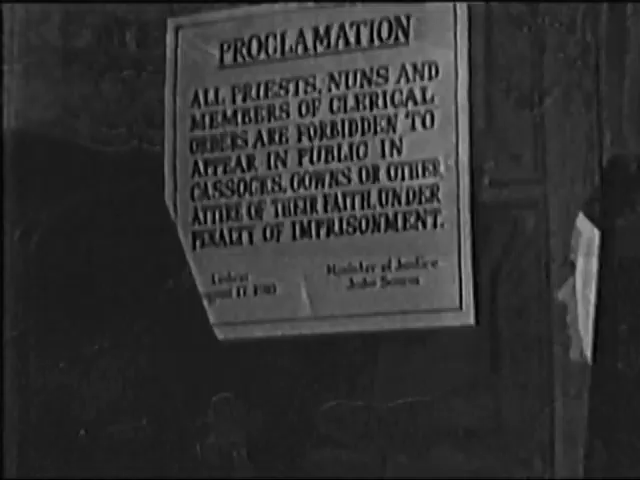 PROCLAMATION
ALL PRIESTS, NUNS AND
MEMBERS OF CLERICAL
ORDERS ARE FORBIDDEN TO
APPEAR IN PUBLIC IN
CASSOCKS, GOWNS OR OTHER
ATTIRE OF THEIR FAITH, UNDER
PENALTY OF IMPRISONMENT.
Minister of Justice